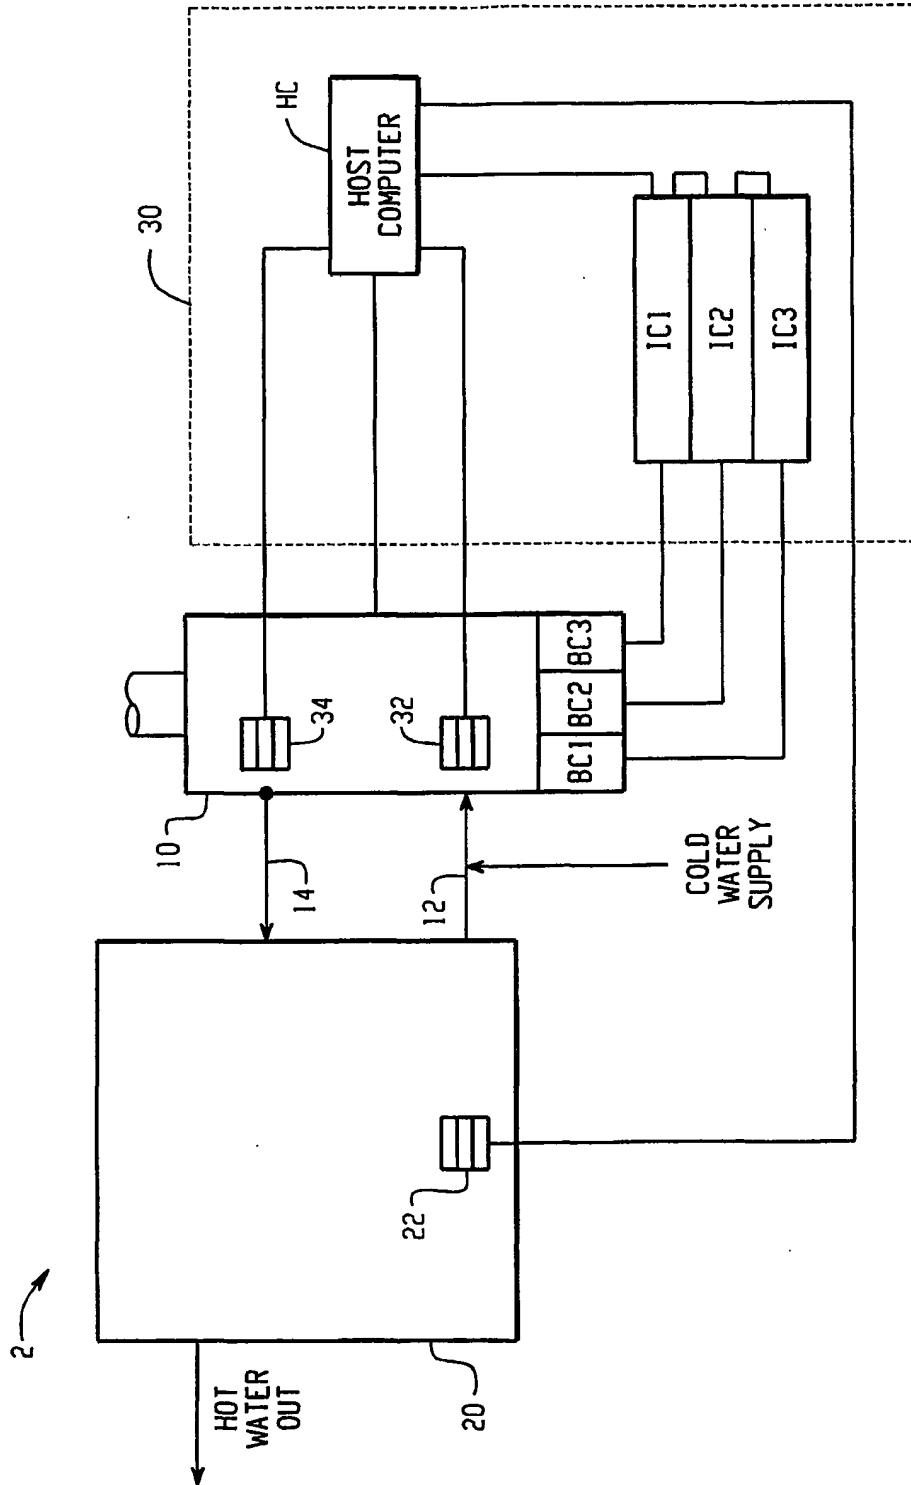 2
HOT
WATER
OUT
20
22
14
12
10
COLD
WATER
SUPPLY
34
32
BC1
BC2
BC3
30
HC
HOST
COMPUTER
IC1
IC2
IC3